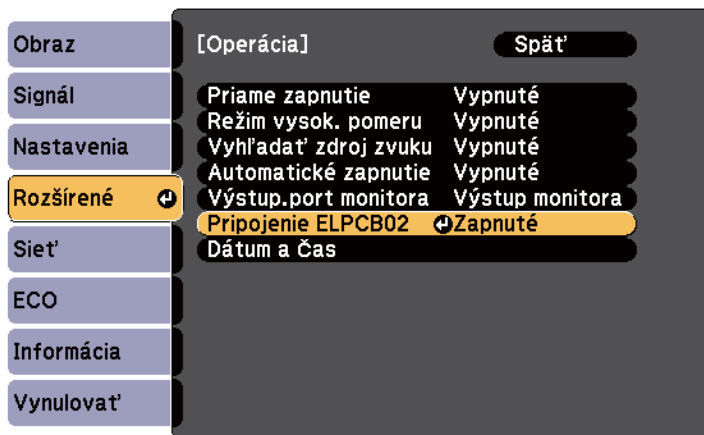 Obraz
Signál
Nastavenia
Rozšírené
Sieť
ECO
Informácia
Vynulovať
[Operácia] Späť
Priame zapnutie Vypnuté
Režim vysok. pomeru Vypnuté
Vyhľadať zdroj zvuku Vypnuté
Automatické zapnutie Vypnuté
Výstup.port monitora Výstup monitora
Pripojenie ELPCB02 Zapnuté
Dátum a Čas